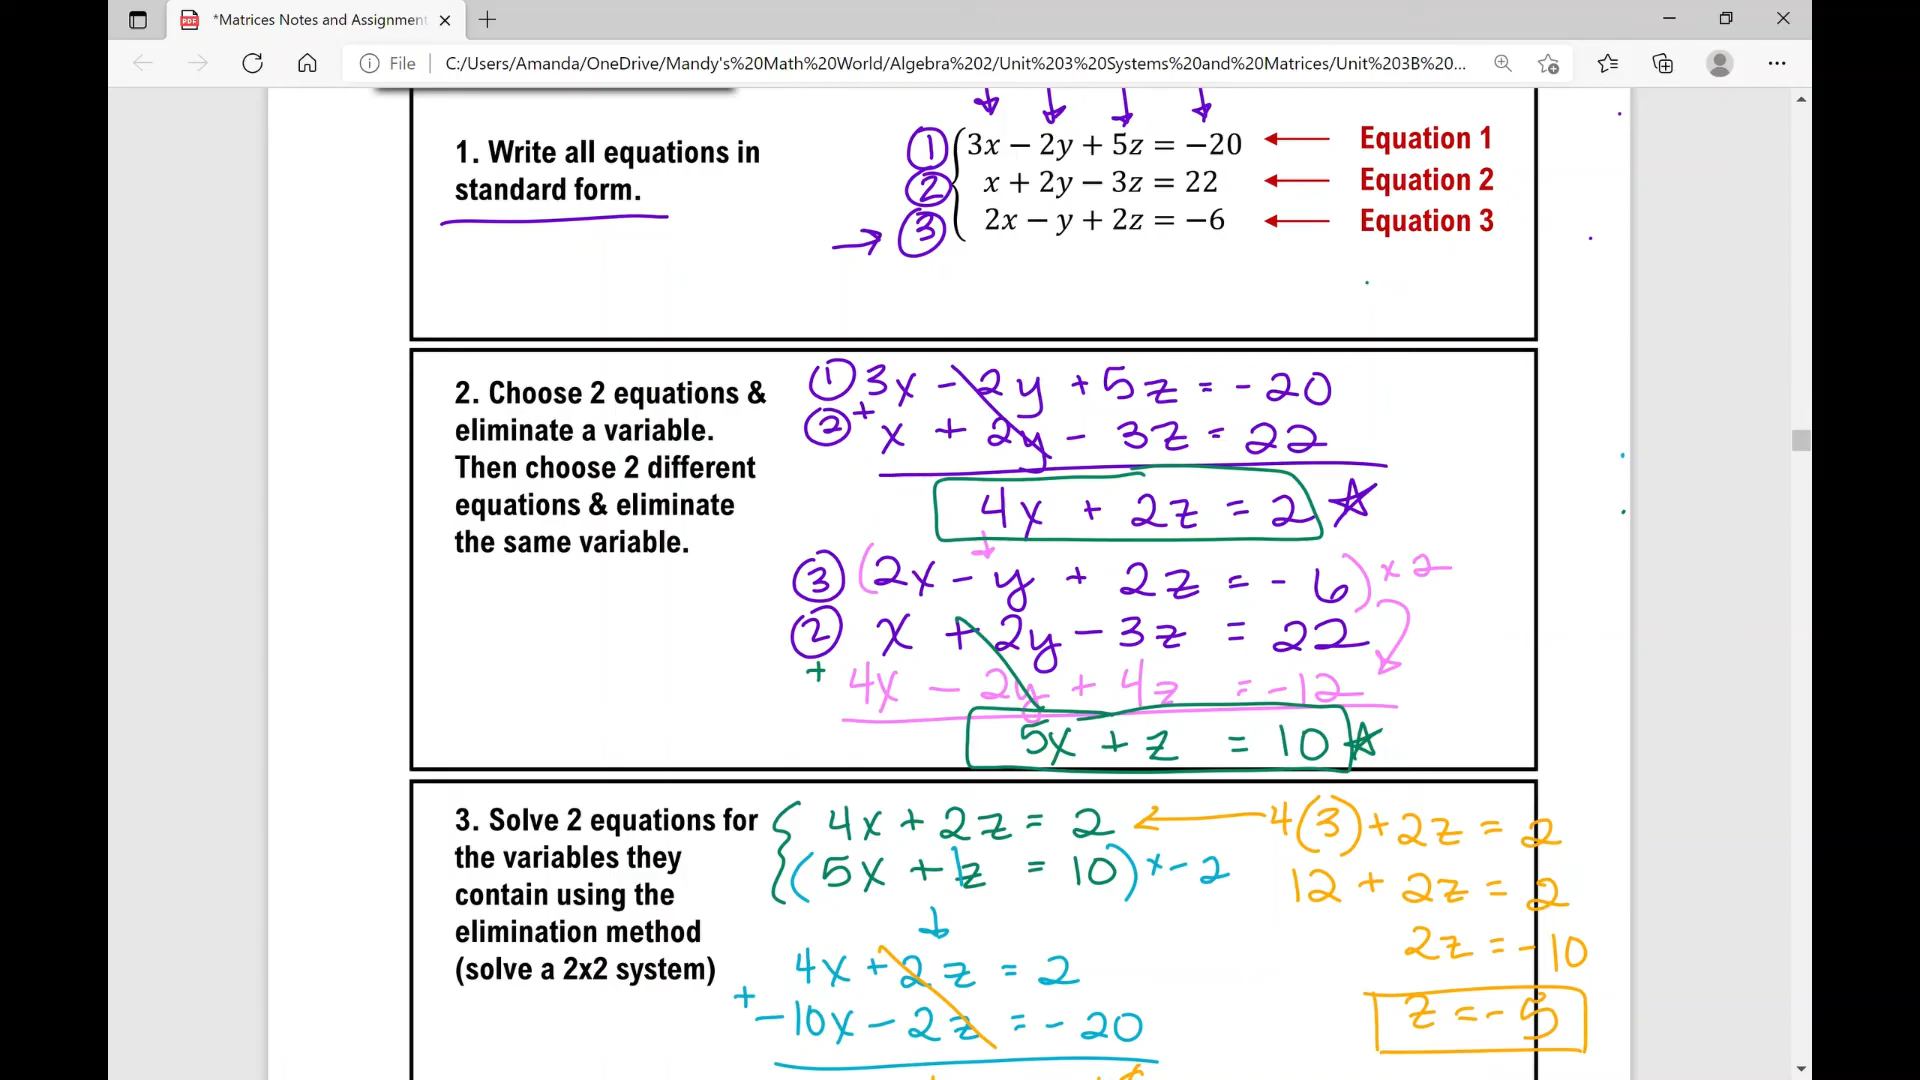 *Matrices Notes and Assignment
File C:/Users/Amanda/OneDrive/Mandy's%20Math%20World/Algebra%202/Unit%203%20Systems%20and%20Matrices/Unit%203B%20...
1. Write all equations in
standard form.
① 3x − 2y + 5z = −20 ← Equation 1
② x + 2y − 3z = 22 ← Equation 2
→ ③ 2x − y + 2z = −6 ← Equation 3
2. Choose 2 equations &
eliminate a variable.
Then choose 2 different
equations & eliminate
the same variable.
① 3x − 2y + 5z = −20
② + x + 2y − 3z = 22
4x + 2z = 2 ☆
③ (2x − y + 2z = −6) × 2
② x + 2y − 3z = 22
+ 4x − 2y + 4z = −12
5x + z = 10 ☆
3. Solve 2 equations for
the variables they
contain using the
elimination method
(solve a 2x2 system)
4x + 2z = 2
(5x + 1z = 10) × −2
4x + 2z = 2
+ −10x − 2z = −20
4(3) + 2z = 2
12 + 2z = 2
2z = −10
z = −5